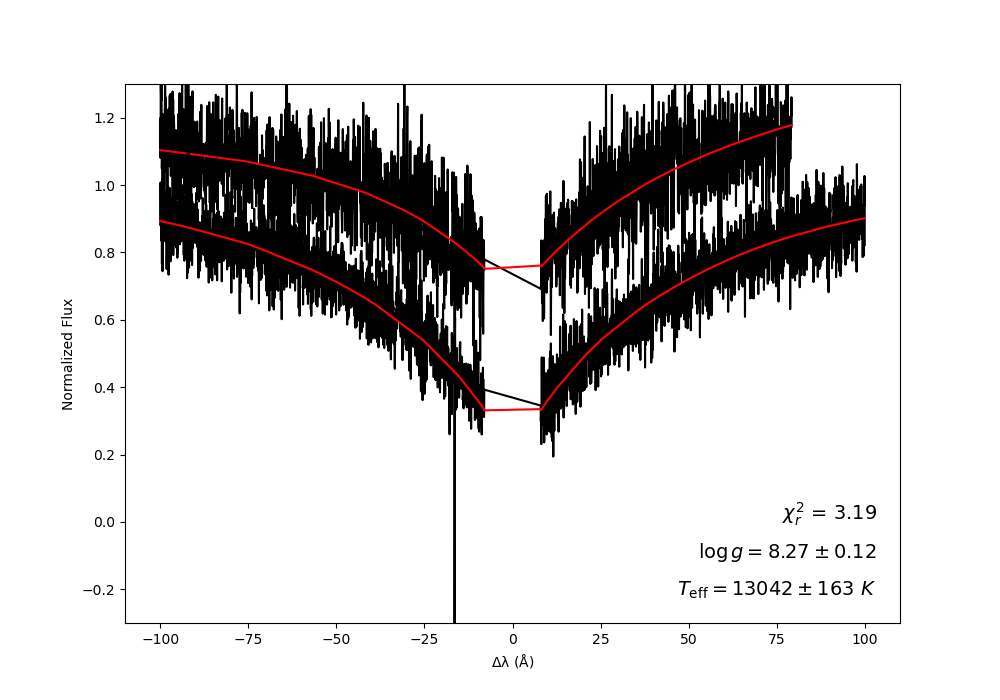 1.2
1.0
0.8
0.6
0.4
0.2
0.0
−0.2
Normalized Flux
χ²ᵣ = 3.19
log g = 8.27 ± 0.12
T_eff = 13042 ± 163 K
−100 −75 −50 −25 0 25 50 75 100
Δλ (Å)